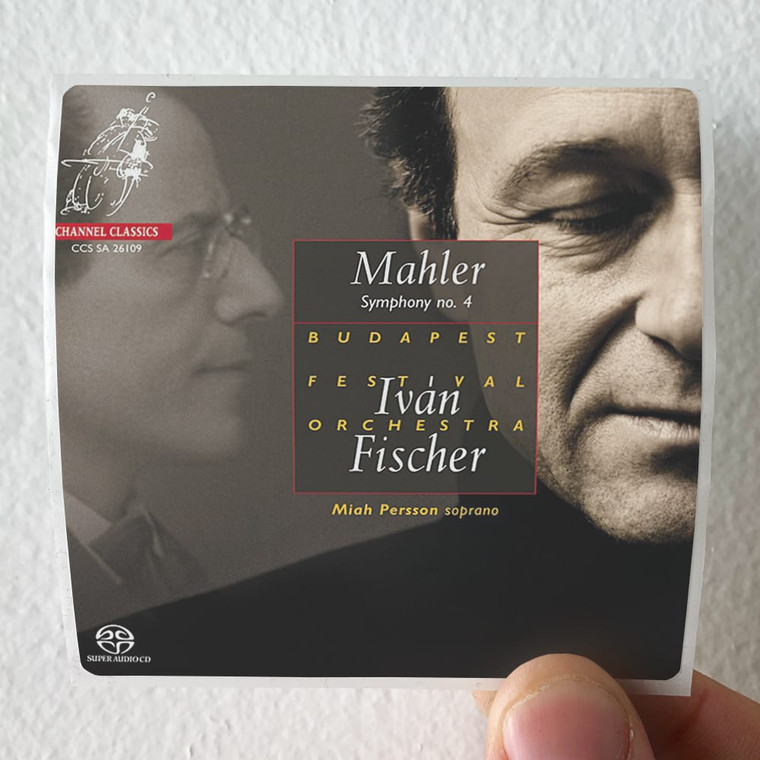 CHANNEL CLASSICS
CCS SA 26109
Mahler
Symphony no. 4
BUDAPEST
FESTIVAL
Iván
ORCHESTRA
Fischer
Miah Persson soprano
SUPER AUDIO CD